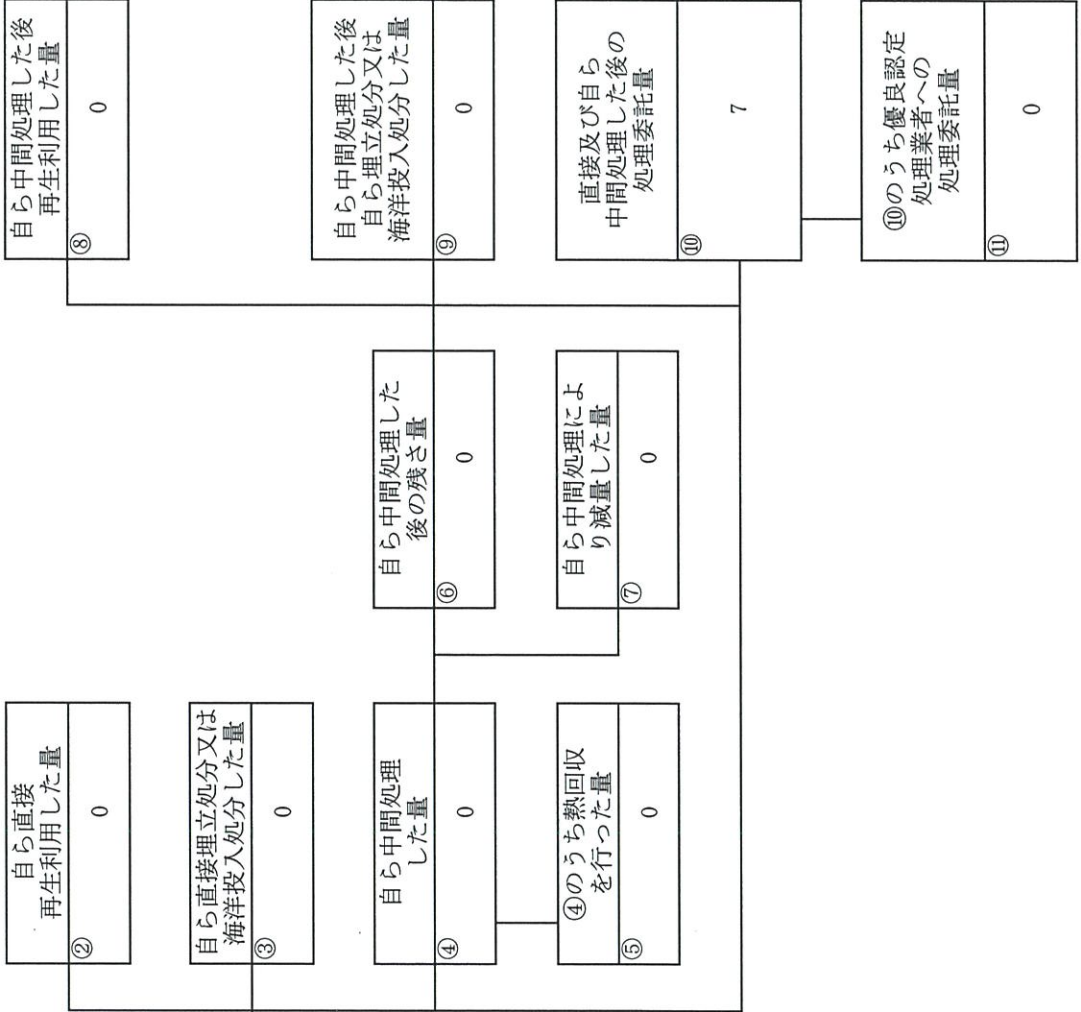 自ら直接
再生利用した量
②
0
自ら直接埋立処分又は
海洋投入処分した量
③
0
自ら中間処理
した量
④
0
④のうち熱回収
を行った量
⑤
0
自ら中間処理した
後の残さ量
⑥
0
自ら中間処理によ
り減量した量
⑦
0
自ら中間処理した後
再生利用した量
⑧
0
自ら中間処理した後
自ら埋立処分又は
海洋投入処分した量
⑨
0
直接及び自ら
中間処理した後の
処理委託量
⑩
7
⑩のうち優良認定
処理業者への
処理委託量
⑪
0